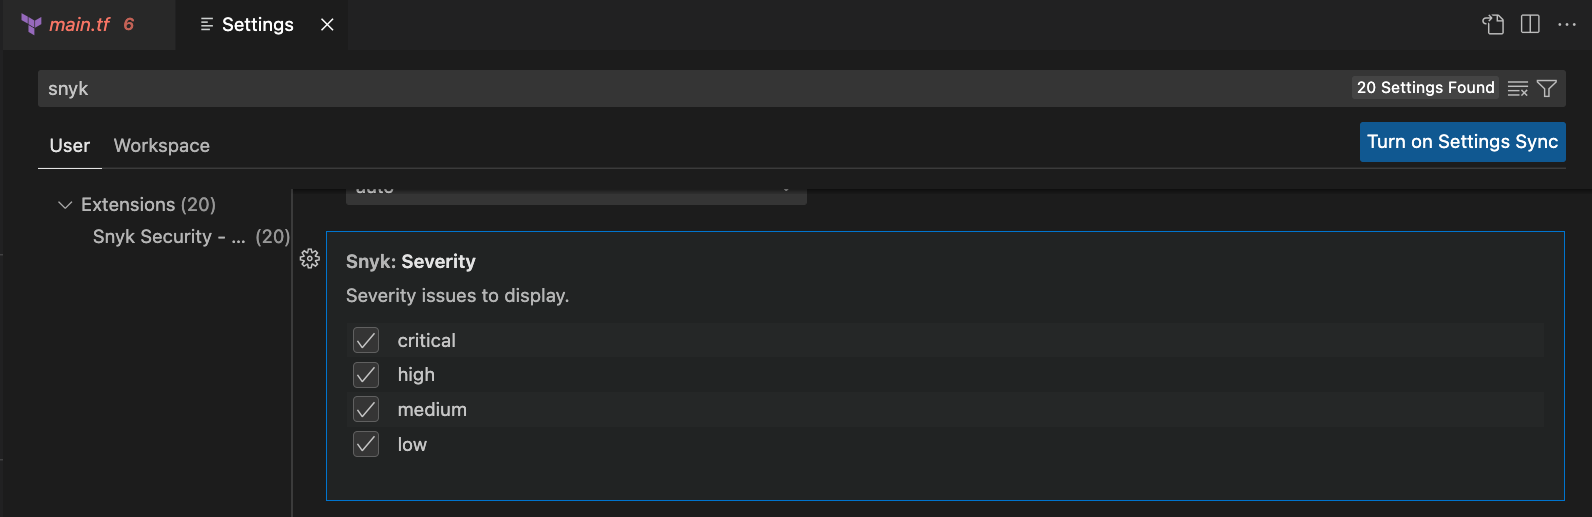 main.tf 6
Settings
snyk
20 Settings Found
User
Workspace
Turn on Settings Sync
Extensions (20)
Snyk Security - ... (20)
auto
Snyk: Severity
Severity issues to display.
critical
high
medium
low